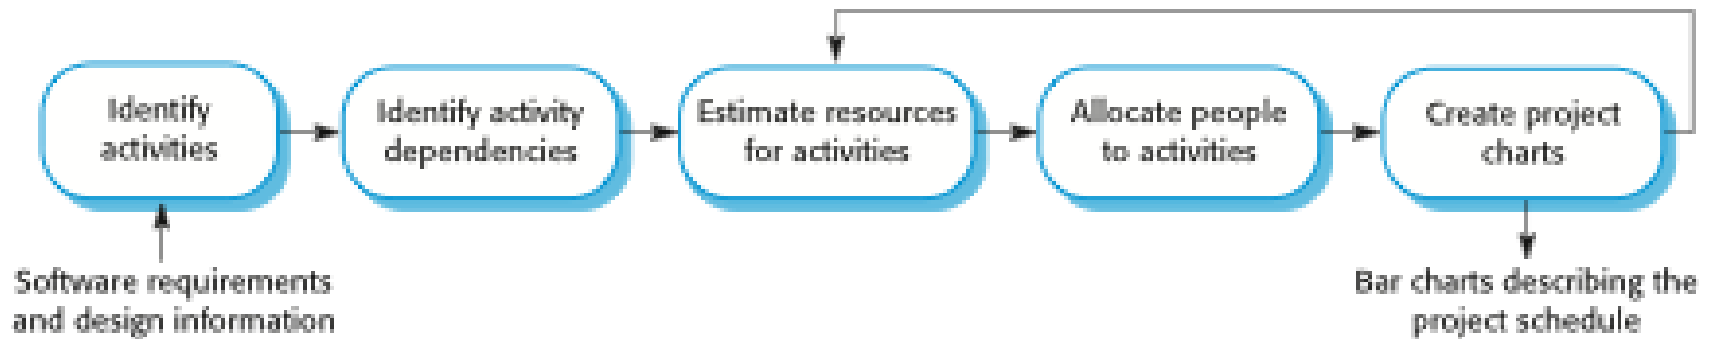 Identify
activities
Identify activity
dependencies
Estimate resources
for activities
Allocate people
to activities
Create project
charts
Software requirements
and design information
Bar charts describing the
project schedule